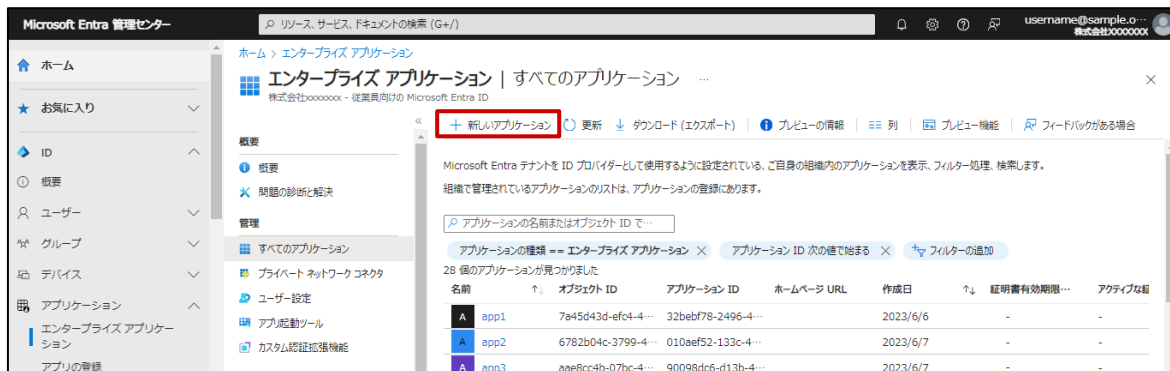 Microsoft Entra 管理センター
リソース、サービス、ドキュメントの検索 (G+/)
username@sample.o…
株式会社XXXXXXX
ホーム
お気に入り
ID
概要
ユーザー
グループ
デバイス
アプリケーション
エンタープライズ アプリケー
ション
アプリの登録
ホーム > エンタープライズ アプリケーション
エンタープライズ アプリケーション | すべてのアプリケーション …
株式会社xxxxxxx - 従業員向けの Microsoft Entra ID
概要
概要
問題の診断と解決
管理
すべてのアプリケーション
プライベート ネットワーク コネクタ
ユーザー設定
アプリ起動ツール
カスタム認証拡張機能
+ 新しいアプリケーション 更新 ダウンロード (エクスポート) プレビューの情報 列 プレビュー機能 フィードバックがある場合
Microsoft Entra テナントを ID プロバイダーとして使用するように設定されている、ご自身の組織内のアプリケーションを表示、フィルター処理、検索します。
組織で管理されているアプリケーションのリストは、アプリケーションの登録にあります。
アプリケーションの名前またはオブジェクト ID で…
アプリケーションの種類 == エンタープライズ アプリケーション × アプリケーション ID 次の値で始まる × フィルターの追加
28 個のアプリケーションが見つかりました
名前 ↑↓ オブジェクト ID アプリケーション ID ホームページ URL 作成日 ↑↓ 証明書有効期限… アクティブな証
A app1 7a45d43d-efc4-4… 32bebf78-2496-4… 2023/6/6 - -
A app2 6782b04c-3799-4… 010aef52-133c-4… 2023/6/7 - -
A app3 aae8cc4b-07bc-4… 90098dc6-d13b-4… 2023/6/7 - -